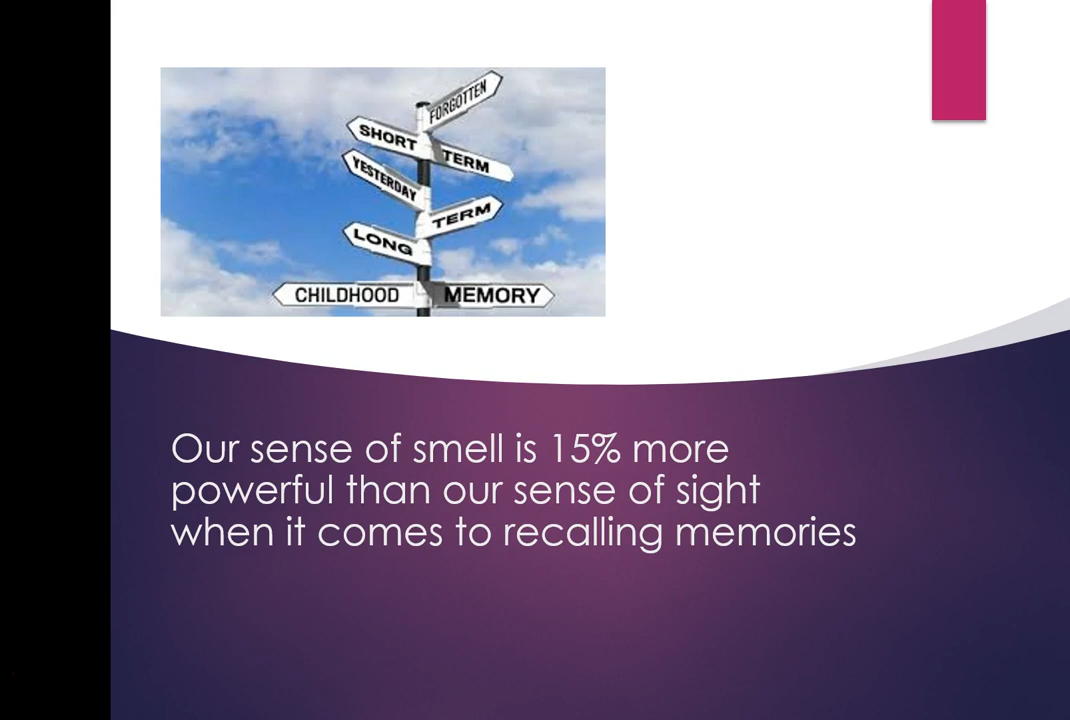 FORGOTTEN
SHORT TERM
YESTERDAY
TERM
LONG
CHILDHOOD MEMORY
Our sense of smell is 15% more
powerful than our sense of sight
when it comes to recalling memories